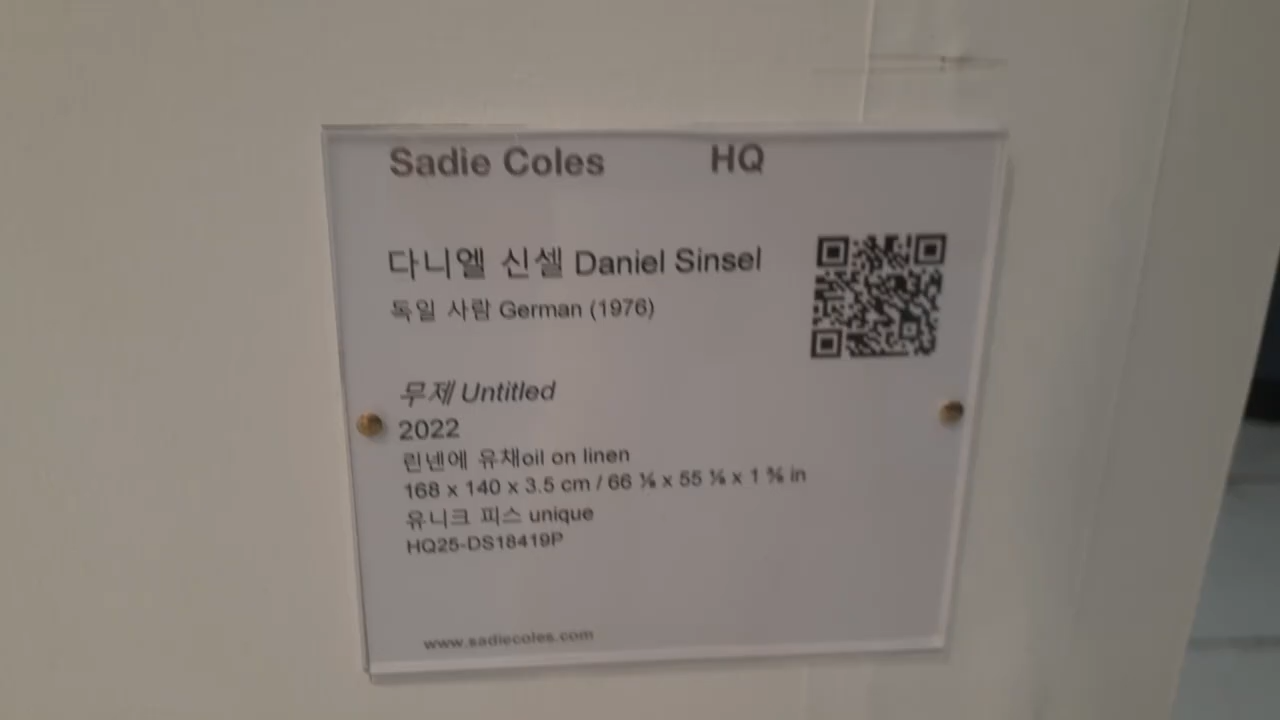 Sadie Coles HQ
다니엘 신셀 Daniel Sinsel
독일 사람 German (1976)
무제 Untitled
2022
린넨에 유채oil on linen
168 x 140 x 3.5 cm / 66 ⅛ x 55 ⅛ x 1 ⅜ in
유니크 피스 unique
HQ25-DS18419P
www.sadiecoles.com